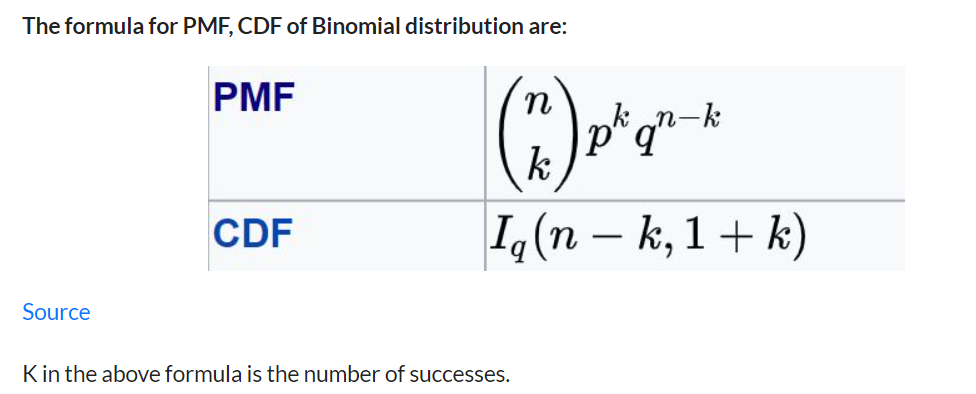 The formula for PMF, CDF of Binomial distribution are:
PMF
$\binom{n}{k} p^k q^{n-k}$
CDF
$I_q(n - k, 1 + k)$
Source
K in the above formula is the number of successes.